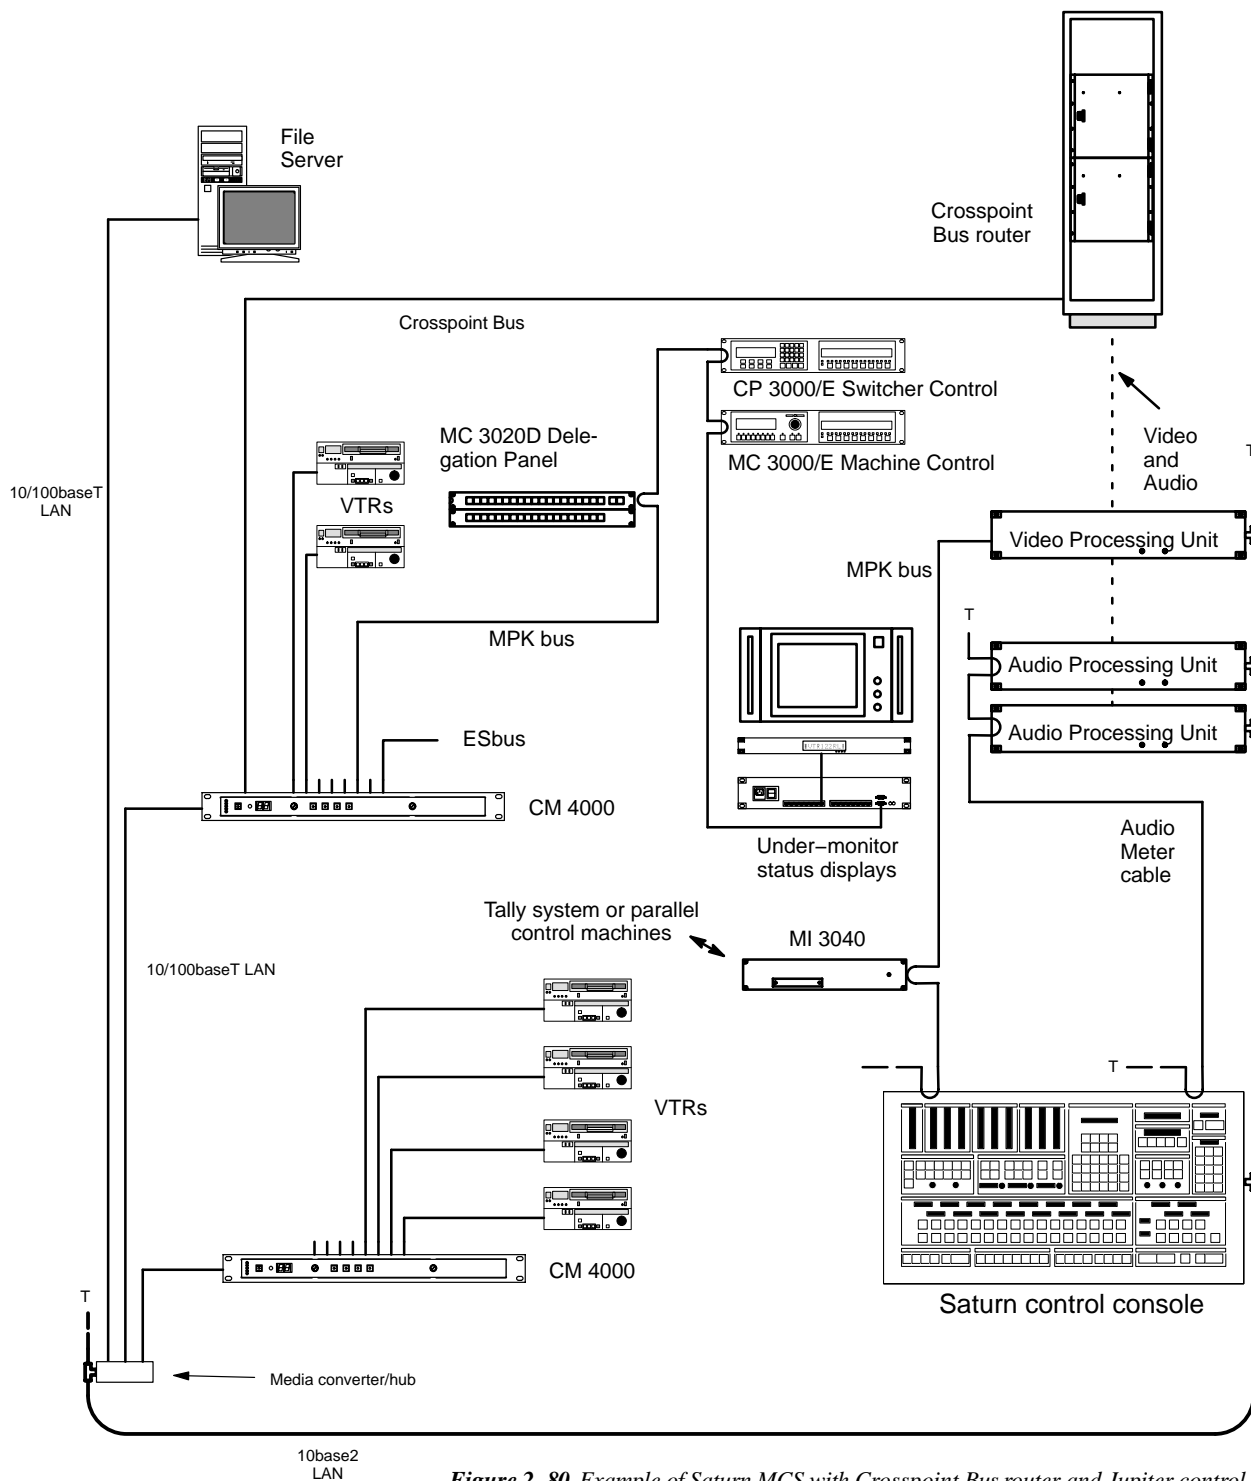 File
Server
Crosspoint
Bus router
Crosspoint Bus
CP 3000/E Switcher Control
MC 3020D Dele-
gation Panel
MC 3000/E Machine Control
Video
and
Audio
T
10/100baseT
LAN
VTRs
Video Processing Unit
MPK bus
T
MPK bus
Audio Processing Unit
Audio Processing Unit
ESbus
CM 4000
Under−monitor
status displays
Audio
Meter
cable
Tally system or parallel
control machines
MI 3040
10/100baseT LAN
T
VTRs
CM 4000
Saturn control console
T
Media converter/hub
10base2
LAN
Figure 2-80. Example of Saturn MCS with Crosspoint Bus router and Jupiter control